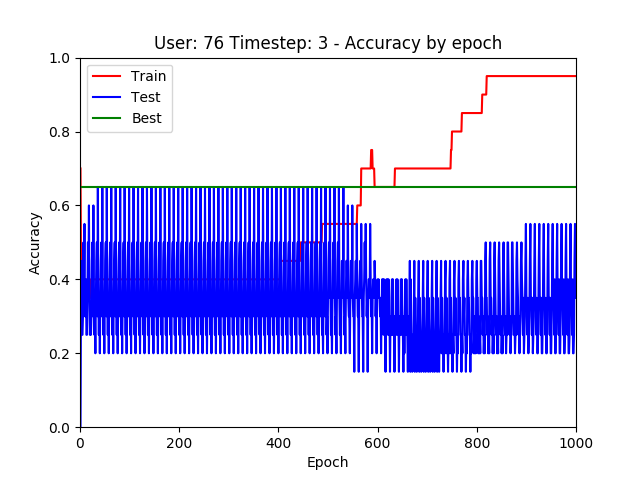 User: 76 Timestep: 3 - Accuracy by epoch
1.0
0.8
0.6
0.4
0.2
0.0
Accuracy
Train
Test
Best
0 200 400 600 800 1000
Epoch